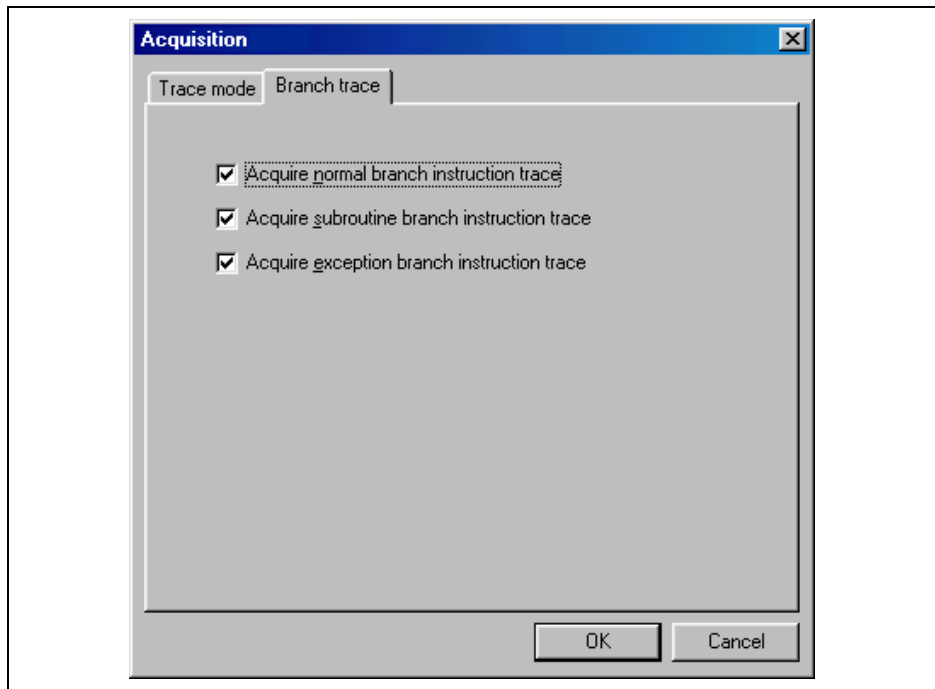 Acquisition
Trace mode
Branch trace
Acquire normal branch instruction trace
Acquire subroutine branch instruction trace
Acquire exception branch instruction trace
OK
Cancel